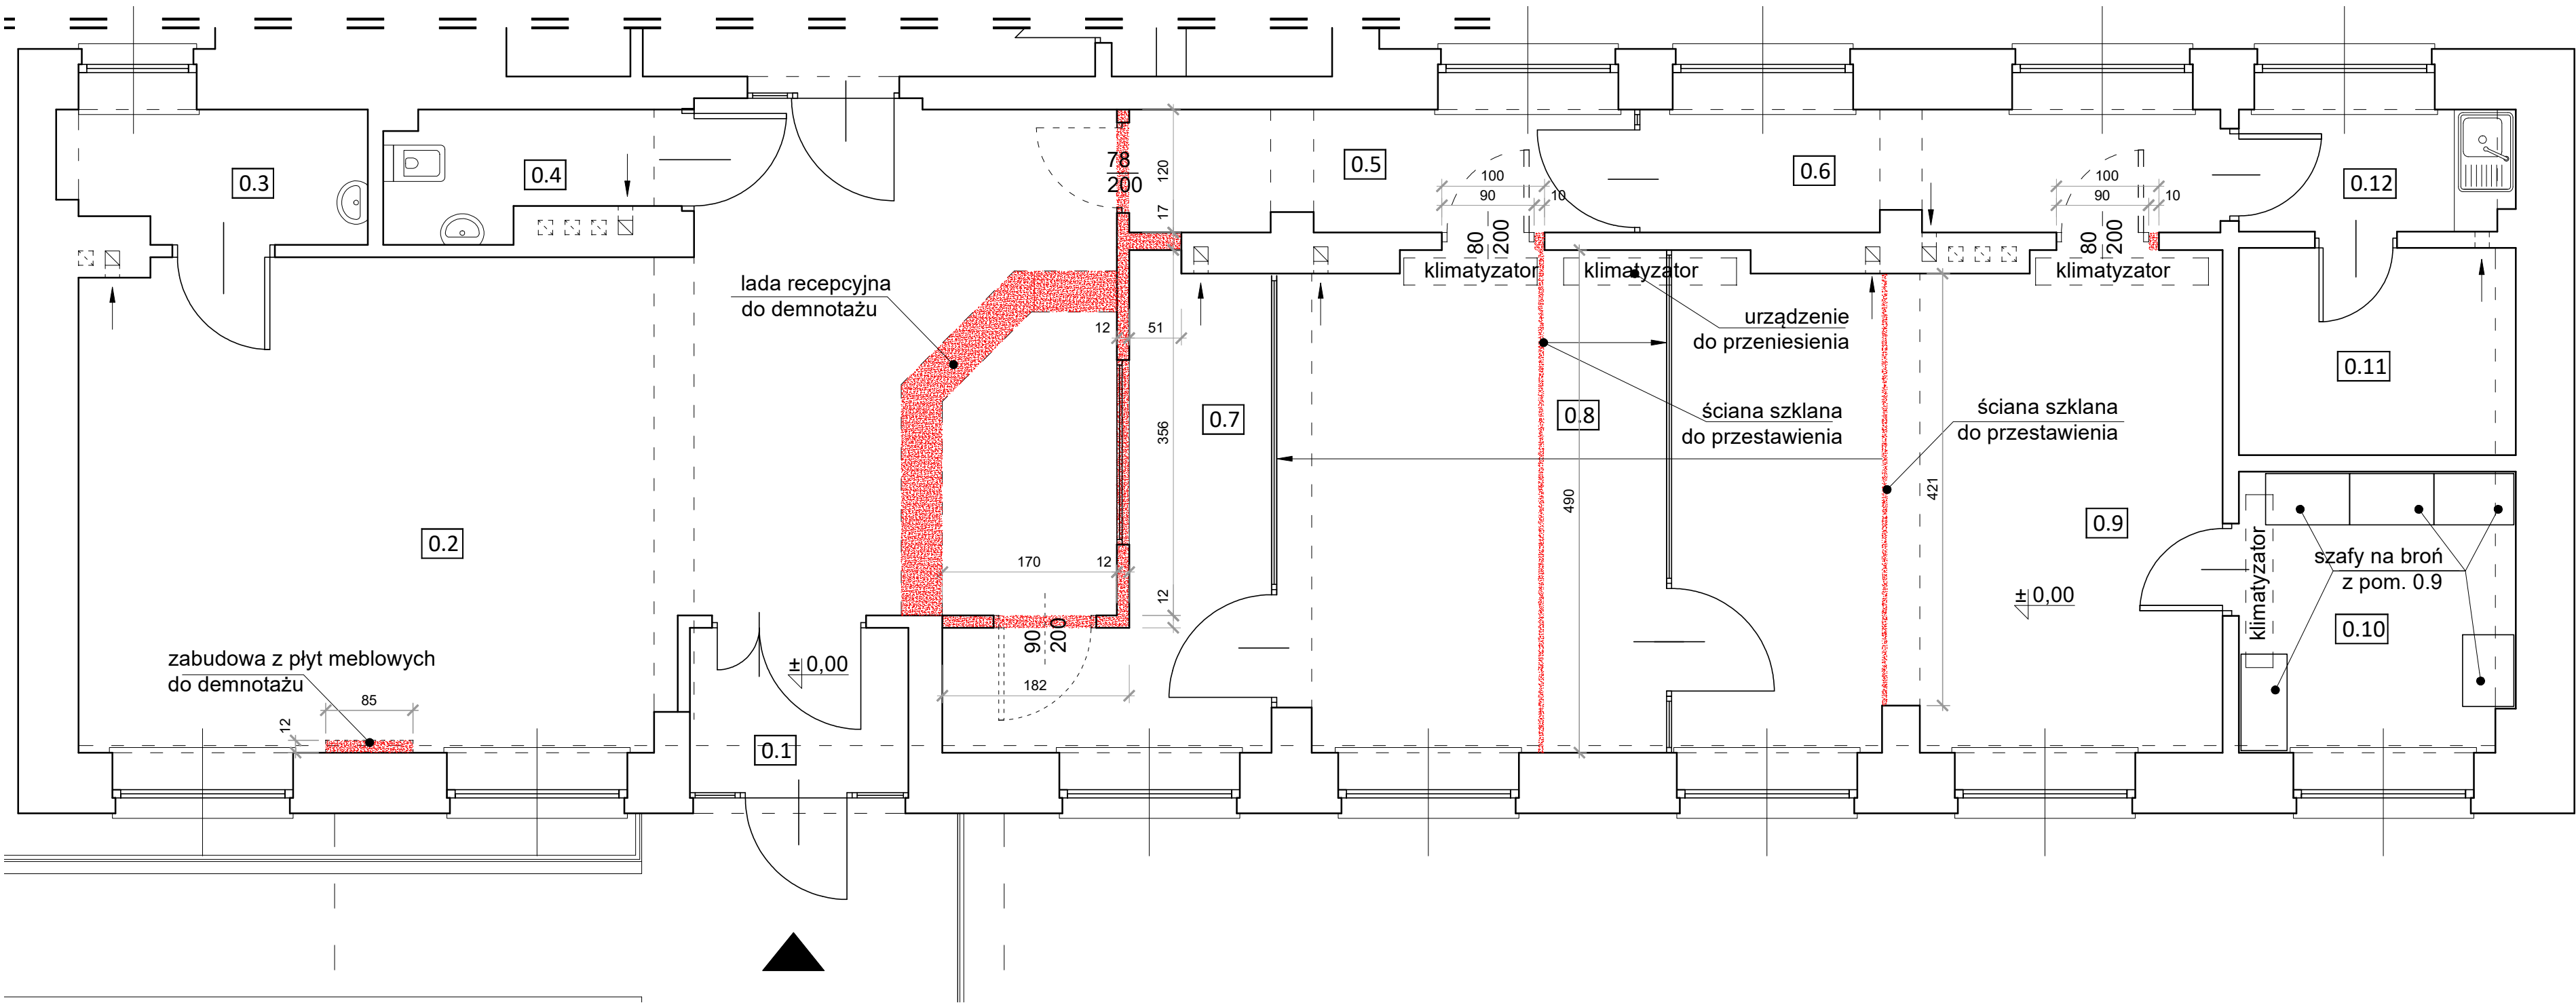 0.3
0.4
78
200
120
17
0.5
100
90
10
80
200
0.6
100
90
10
80
200
0.12
lada recepcyjna
do demnotażu
klimatyzator
klimatyzator
klimatyzator
12
51
urządzenie
do przeniesienia
0.11
0.7
356
0.8
ściana szklana
do przestawienia
ściana szklana
do przestawienia
490
421
0.2
0.9
klimatyzator
szafy na broń
z pom. 0.9
170
12
12
± 0,00
0.10
90
200
zabudowa z płyt meblowych
do demnotażu
± 0,00
182
85
12
0.1